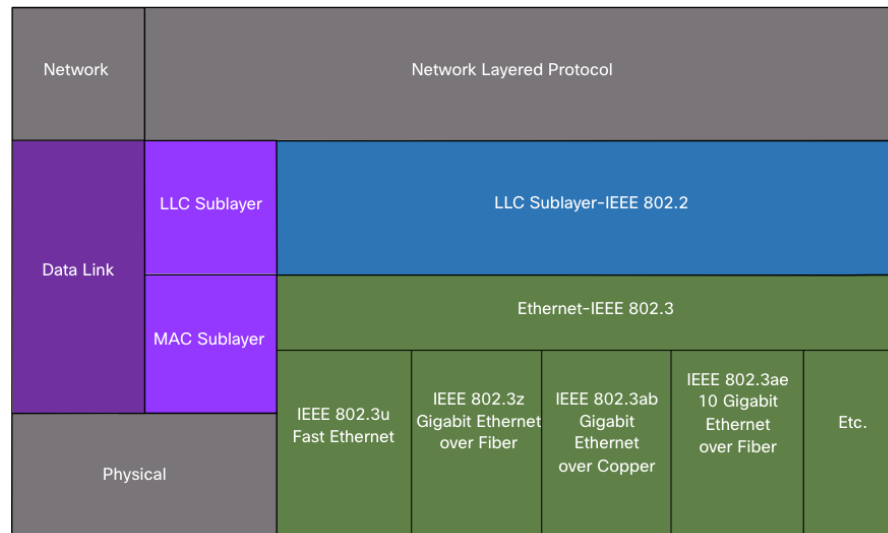 Network
Network Layered Protocol
LLC Sublayer
LLC Sublayer-IEEE 802.2
Data Link
Ethernet-IEEE 802.3
MAC Sublayer
IEEE 802.3u
Fast Ethernet
IEEE 802.3z
Gigabit Ethernet
over Fiber
IEEE 802.3ab
Gigabit
Ethernet
over Copper
IEEE 802.3ae
10 Gigabit
Ethernet
over Fiber
Etc.
Physical